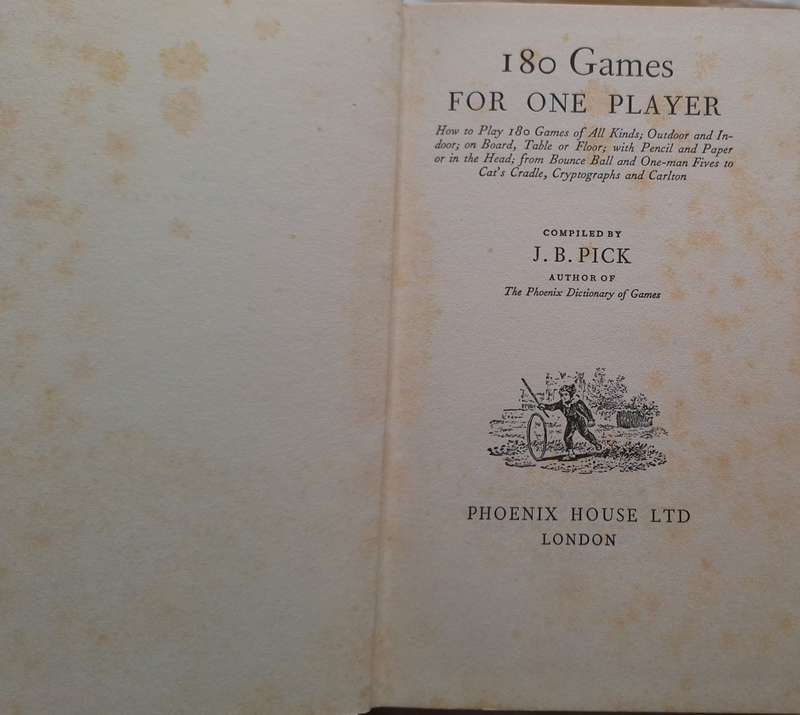 180 Games
FOR ONE PLAYER
How to Play 180 Games of All Kinds; Outdoor and In-
door; on Board, Table or Floor; with Pencil and Paper
or in the Head; from Bounce Ball and One-man Fives to
Cat's Cradle, Cryptographs and Carlton
COMPILED BY
J. B. PICK
AUTHOR OF
The Phoenix Dictionary of Games
PHOENIX HOUSE LTD
LONDON